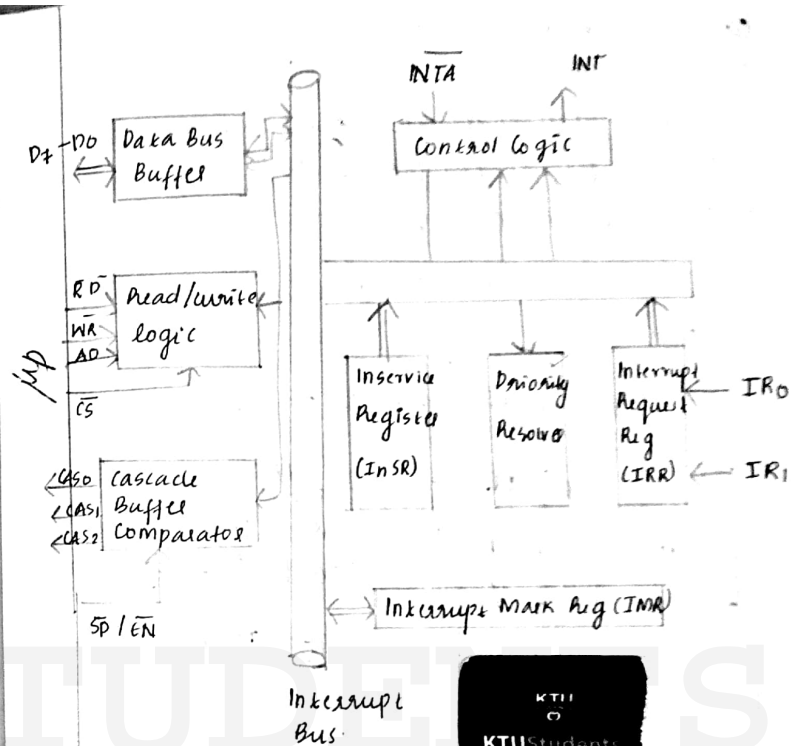 INTA
INT
D7-D0
Data Bus
Buffer
Control Logic
RD
WR
A0
CS
Read/write
logic
μp
Inservice
Register
(InSR)
Priority
Resolver
Interrupt
Request
Reg
(IRR)
IR0
IR1
CAS0
CAS1
CAS2
Cascade
Buffer
Comparator
SP / EN
Interrupt Mask Reg (IMR)
Interrupt
Bus
KTU
KTUStudents
TUDENTS